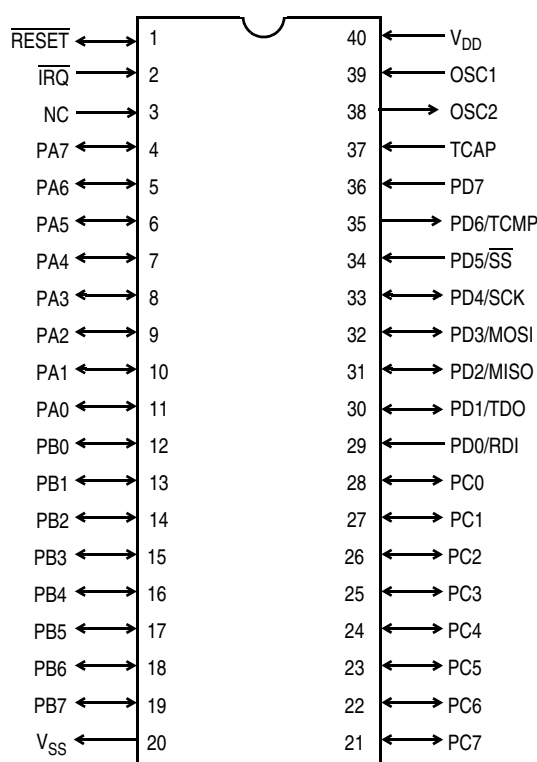 R̅E̅S̅E̅T̅ 1 40 VDD
I̅R̅Q̅ 2 39 OSC1
NC 3 38 OSC2
PA7 4 37 TCAP
PA6 5 36 PD7
PA5 6 35 PD6/TCMP
PA4 7 34 PD5/S̅S̅
PA3 8 33 PD4/SCK
PA2 9 32 PD3/MOSI
PA1 10 31 PD2/MISO
PA0 11 30 PD1/TDO
PB0 12 29 PD0/RDI
PB1 13 28 PC0
PB2 14 27 PC1
PB3 15 26 PC2
PB4 16 25 PC3
PB5 17 24 PC4
PB6 18 23 PC5
PB7 19 22 PC6
VSS 20 21 PC7